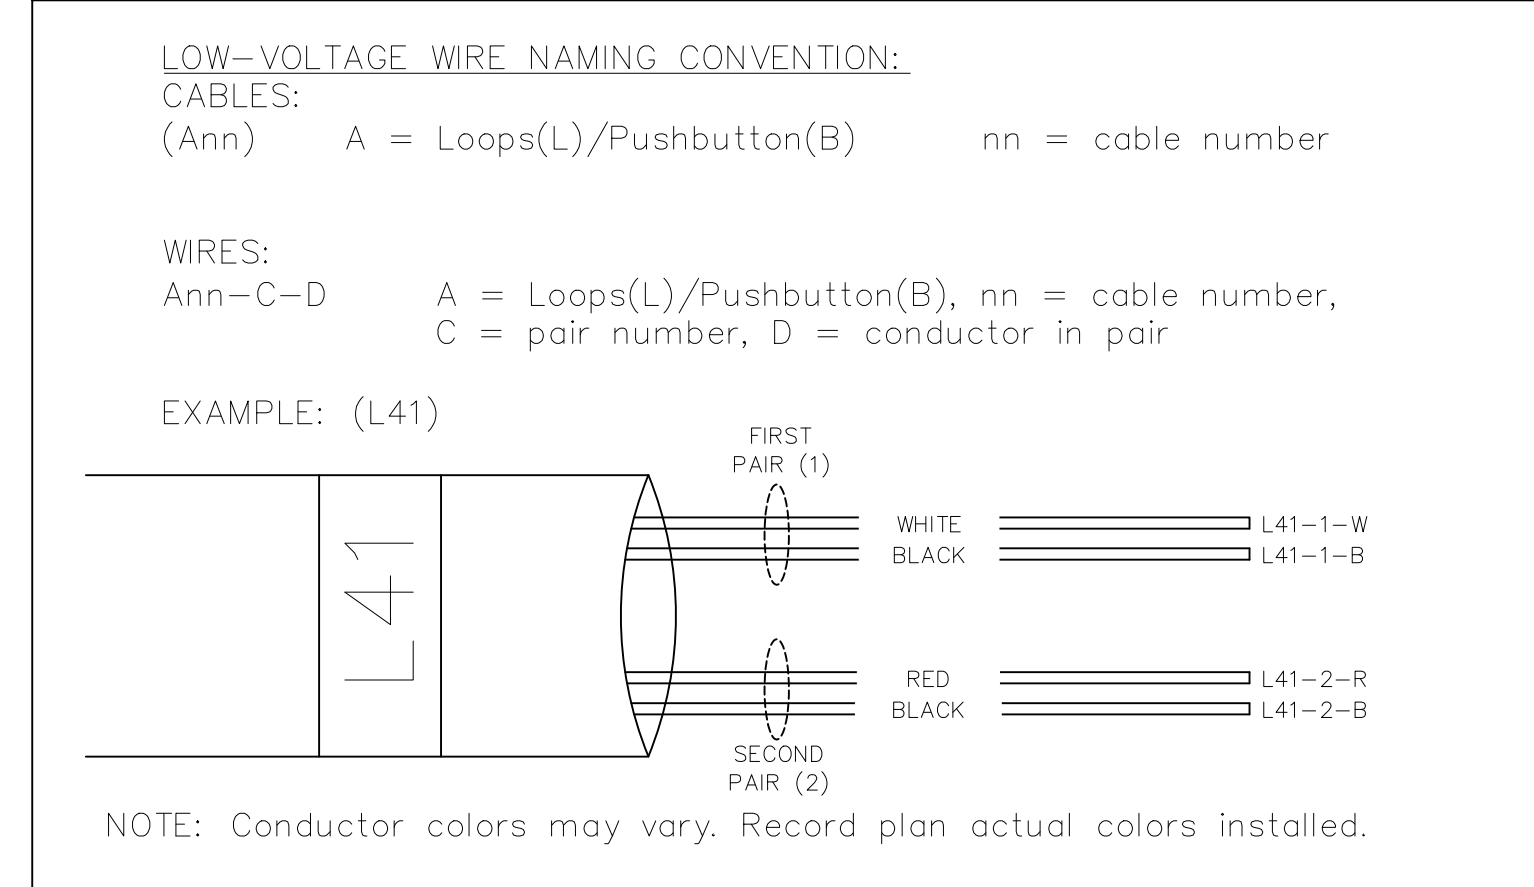 LOW-VOLTAGE WIRE NAMING CONVENTION:
CABLES:
(Ann) A = Loops(L)/Pushbutton(B) nn = cable number
WIRES:
Ann-C-D A = Loops(L)/Pushbutton(B), nn = cable number,
C = pair number, D = conductor in pair
EXAMPLE: (L41)
FIRST
PAIR (1)
L41
WHITE L41-1-W
BLACK L41-1-B
RED L41-2-R
BLACK L41-2-B
SECOND
PAIR (2)
NOTE: Conductor colors may vary. Record plan actual colors installed.